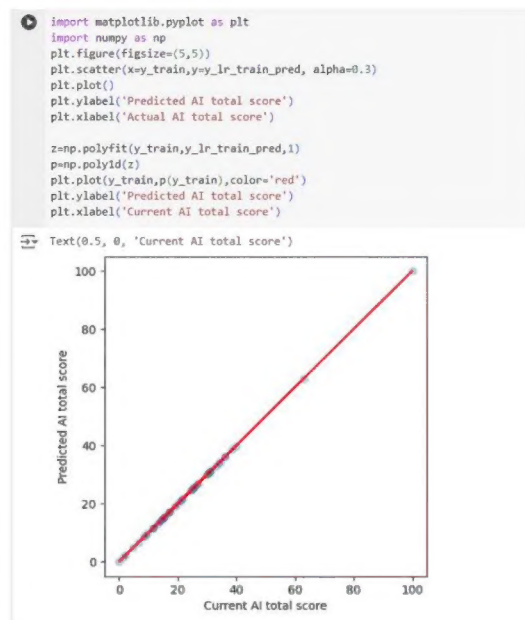 import matplotlib.pyplot as plt
import numpy as np
plt.figure(figsize=(5,5))
plt.scatter(x=y_train,y=y_lr_train_pred, alpha=0.3)
plt.plot()
plt.ylabel('Predicted AI total score')
plt.xlabel('Actual AI total score')
z=np.polyfit(y_train,y_lr_train_pred,1)
p=np.poly1d(z)
plt.plot(y_train,p(y_train),color='red')
plt.ylabel('Predicted AI total score')
plt.xlabel('Current AI total score')
Text(0.5, 0, 'Current AI total score')
100
80
60
40
20
0
Predicted AI total score
0 20 40 60 80 100
Current AI total score